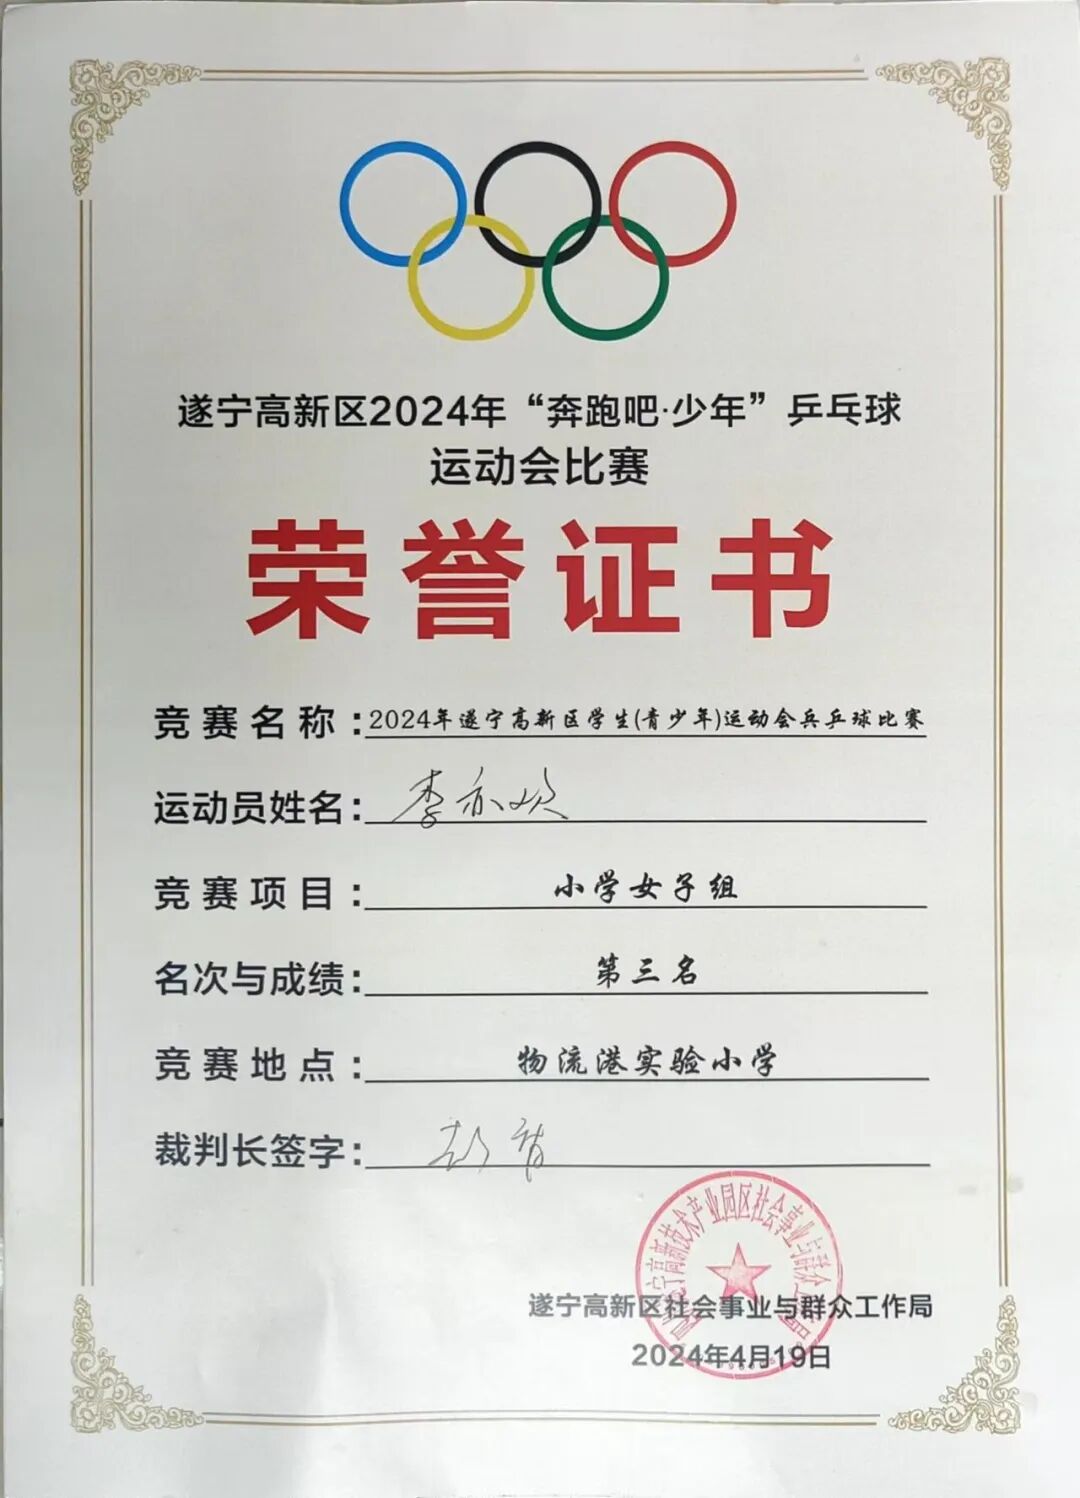 遂宁高新区2024年“奔跑吧·少年”乒乓球
运动会比赛
荣誉证书
竞赛名称：2024年遂宁高新区学生(青少年)运动会兵乒球比赛
运动员姓名：李亦欢
竞赛项目：小学女子组
名次与成绩：第三名
竞赛地点：物流港实验小学
裁判长签字：
遂宁高新区社会事业与群众工作局
2024年4月19日